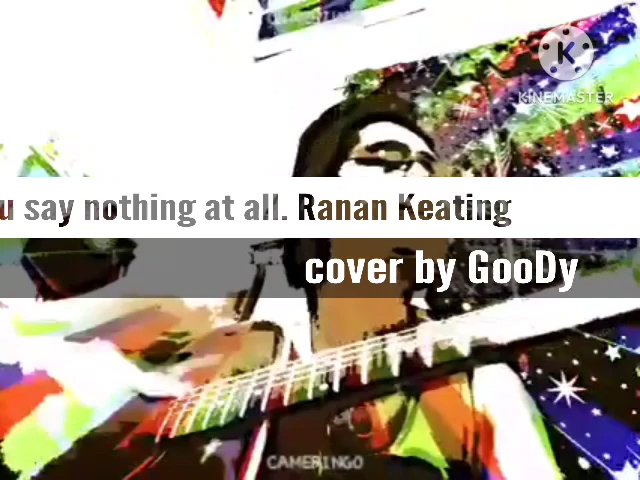 KINEMASTER
u say nothing at all. Ranan Keating
cover by GooDy
CAMERINGO